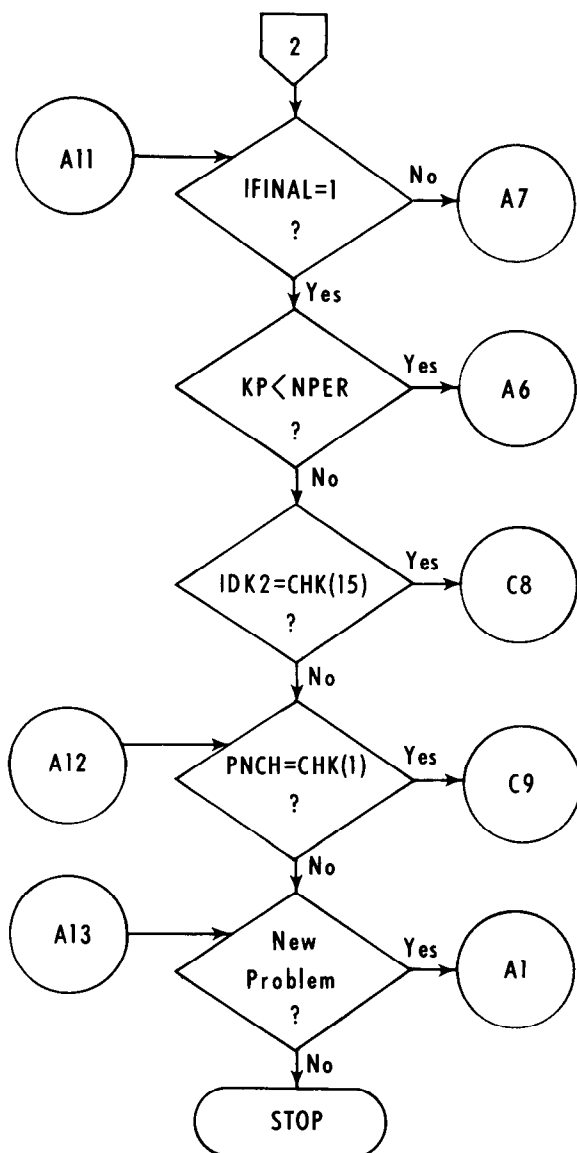 2
A11
IFINAL=1
?
No
A7
Yes
KP<NPER
?
Yes
A6
No
IDK2=CHK(15)
?
Yes
C8
No
A12
PNCH=CHK(1)
?
Yes
C9
No
A13
New
Problem
?
Yes
A1
No
STOP